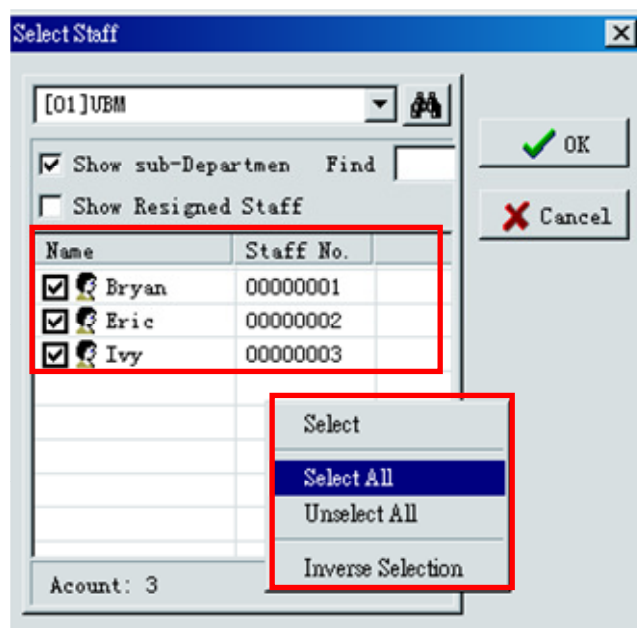 Select Staff
[01]UBM
OK
Show sub-Departmen Find
Show Resigned Staff
Cancel
Name Staff No.
Bryan 00000001
Eric 00000002
Ivy 00000003
Select
Select All
Unselect All
Inverse Selection
Acount: 3